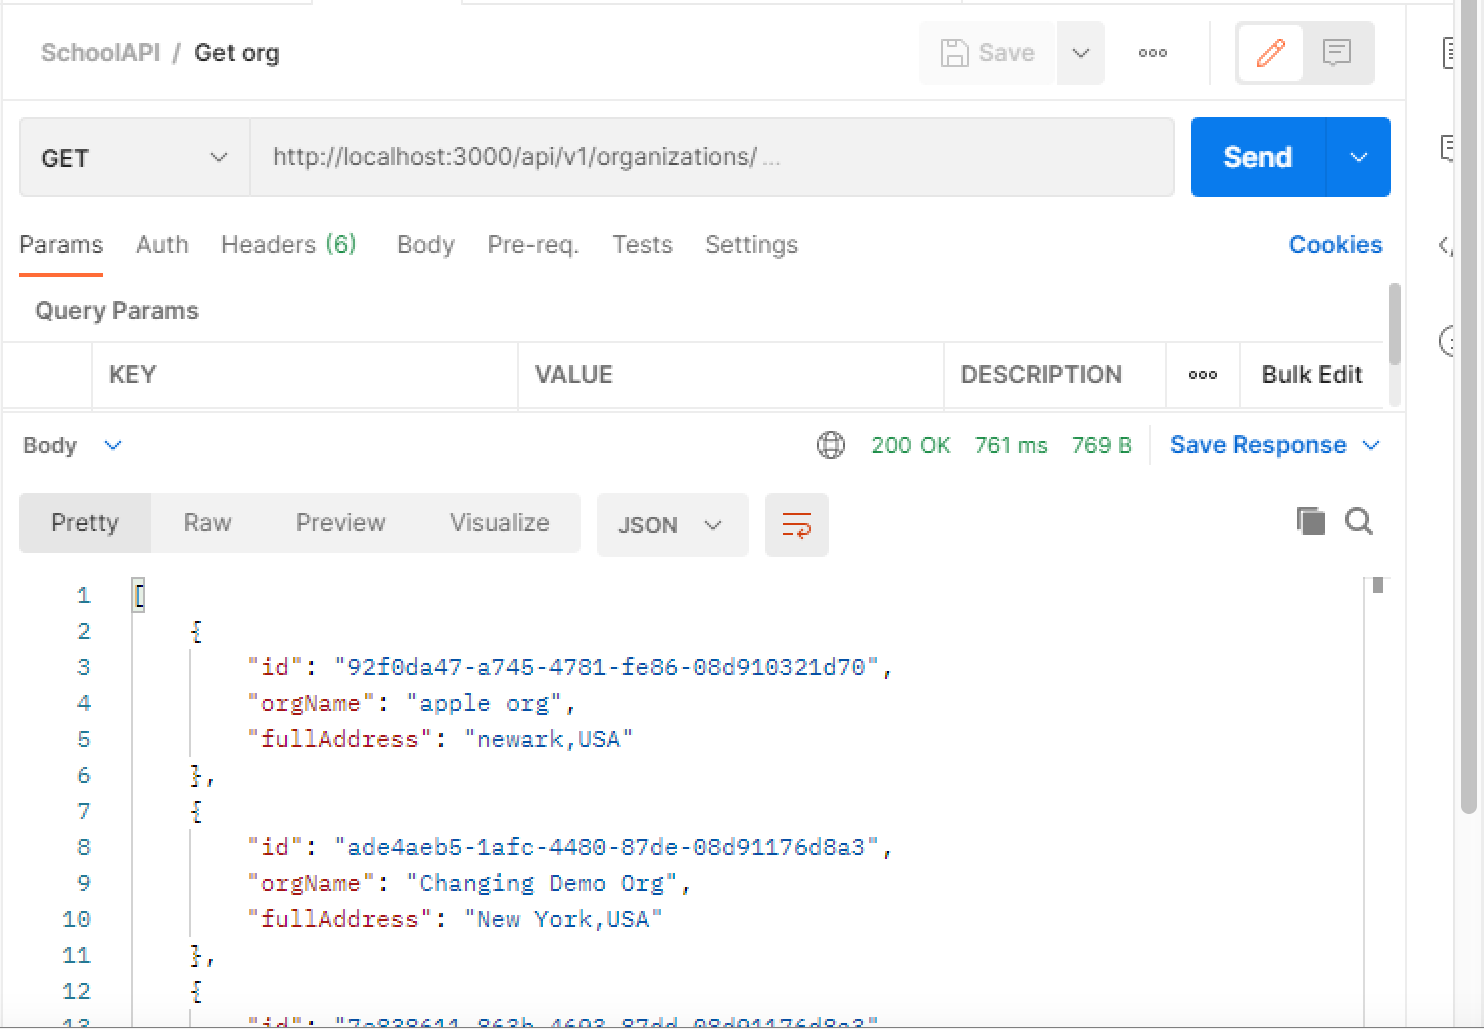 SchoolAPI / Get org
Save
GET
http://localhost:3000/api/v1/organizations/ ...
Send
Params Auth Headers (6) Body Pre-req. Tests Settings Cookies
Query Params
KEY VALUE DESCRIPTION Bulk Edit
Body 200 OK 761 ms 769 B Save Response
Pretty Raw Preview Visualize JSON
1 [
2 {
3 "id": "92f0da47-a745-4781-fe86-08d910321d70",
4 "orgName": "apple org",
5 "fullAddress": "newark,USA"
6 },
7 {
8 "id": "ade4aeb5-1afc-4480-87de-08d91176d8a3",
9 "orgName": "Changing Demo Org",
10 "fullAddress": "New York,USA"
11 },
12 {
13 "id":